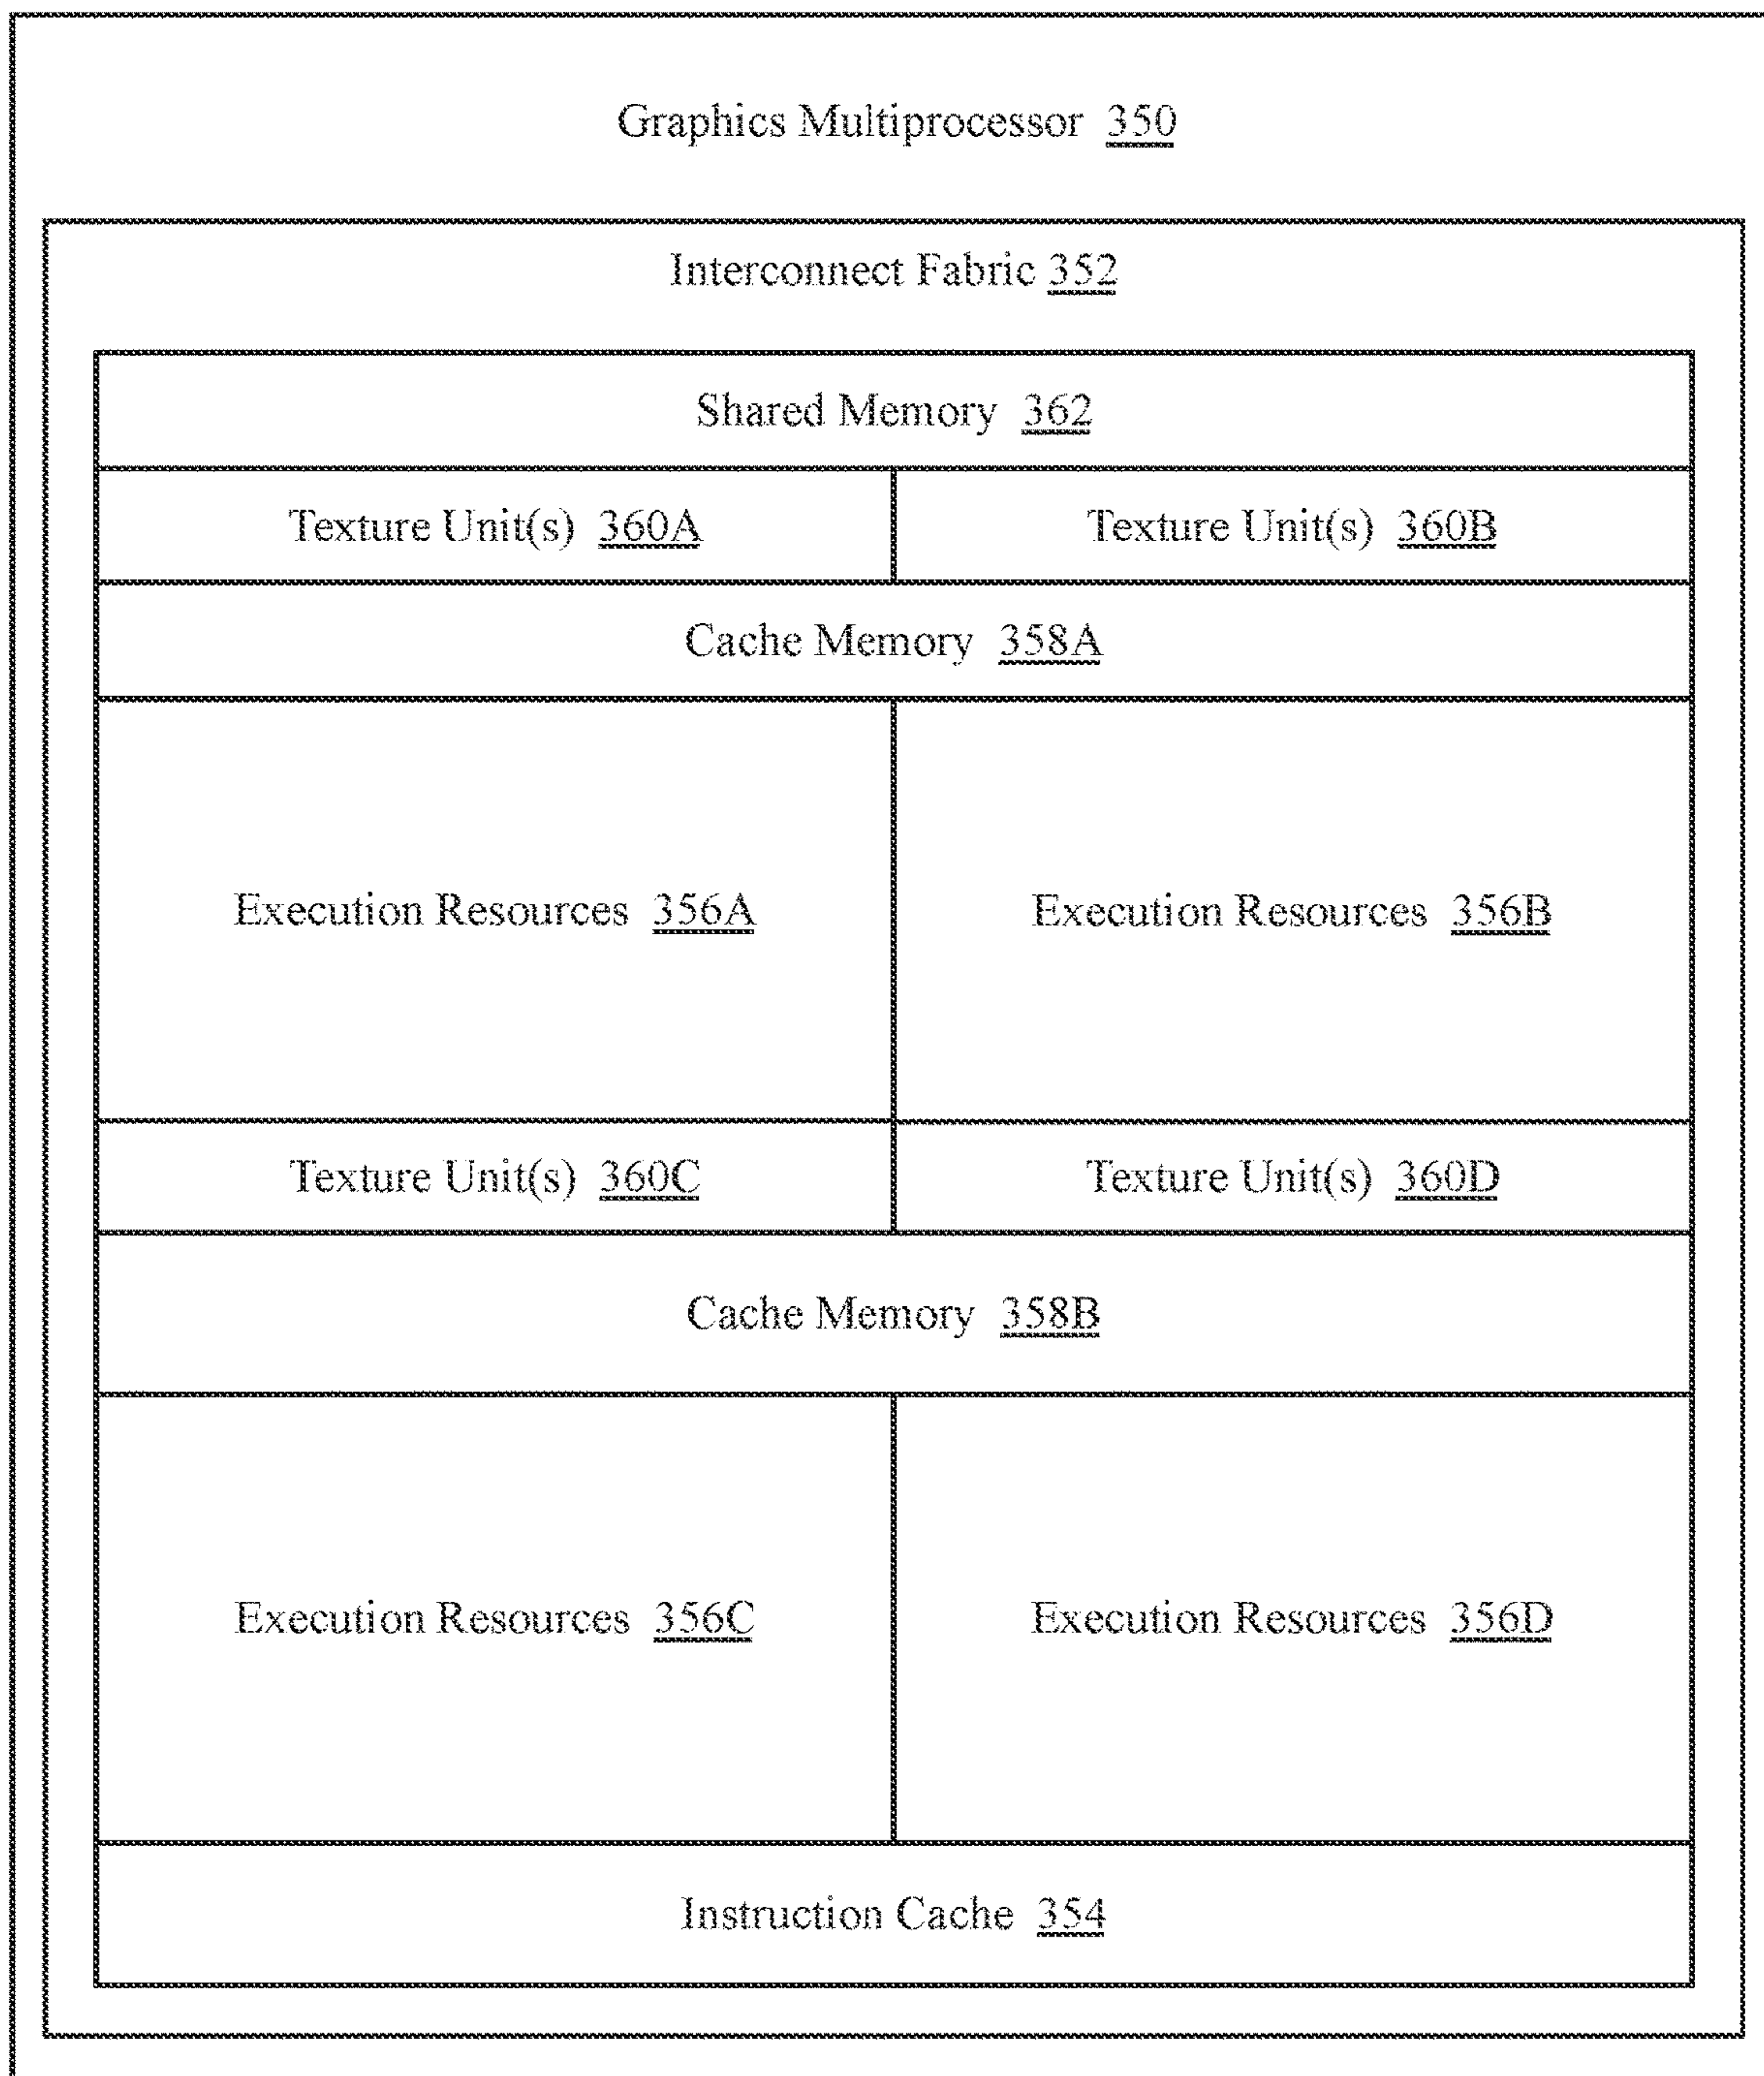 Graphics Multiprocessor 350
Interconnect Fabric 352
Shared Memory 362
Texture Unit(s) 360A
Texture Unit(s) 360B
Cache Memory 358A
Execution Resources 356A
Execution Resources 356B
Texture Unit(s) 360C
Texture Unit(s) 360D
Cache Memory 358B
Execution Resources 356C
Execution Resources 356D
Instruction Cache 354